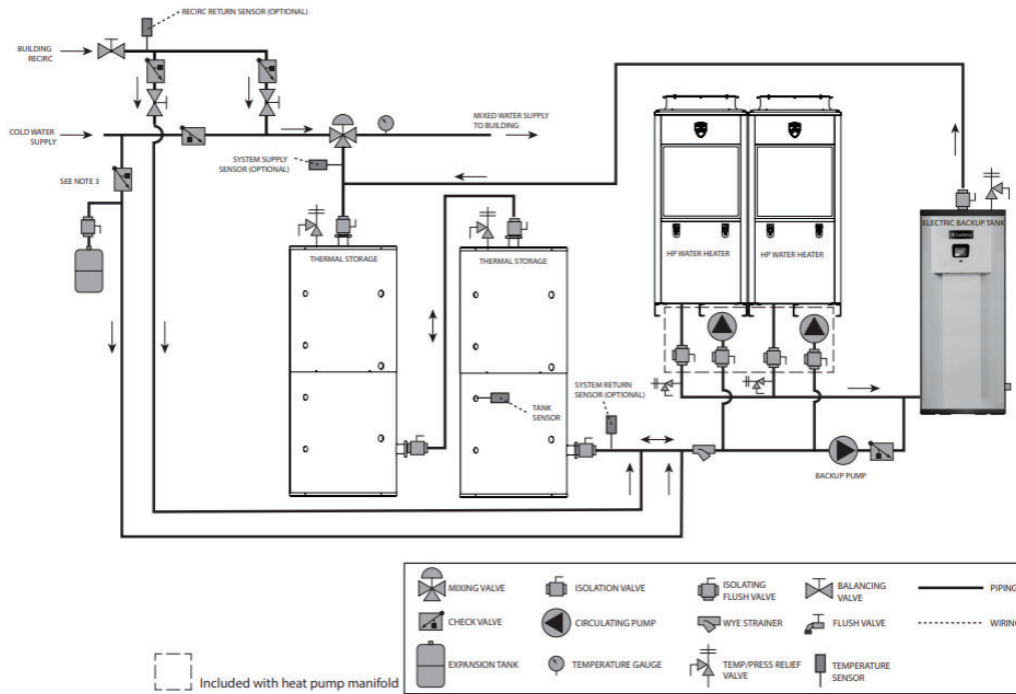 RECIRC RETURN SENSOR (OPTIONAL)
BUILDING
RECIRC
COLD WATER
SUPPLY
MIXED WATER SUPPLY
TO BUILDING
SYSTEM SUPPLY
SENSOR (OPTIONAL)
SEE NOTE 3
ELECTRIC BACKUP TANK
THERMAL STORAGE
THERMAL STORAGE
HP WATER HEATER
HP WATER HEATER
SYSTEM RETURN
SENSOR (OPTIONAL)
TANK
SENSOR
BACKUP PUMP
MIXING VALVE
ISOLATION VALVE
ISOLATING
FLUSH VALVE
BALANCING
VALVE
PIPING
CHECK VALVE
CIRCULATING PUMP
WYE STRAINER
FLUSH VALVE
WIRING
EXPANSION TANK
TEMPERATURE GAUGE
TEMP/PRESS RELIEF
VALVE
TEMPERATURE
SENSOR
Included with heat pump manifold